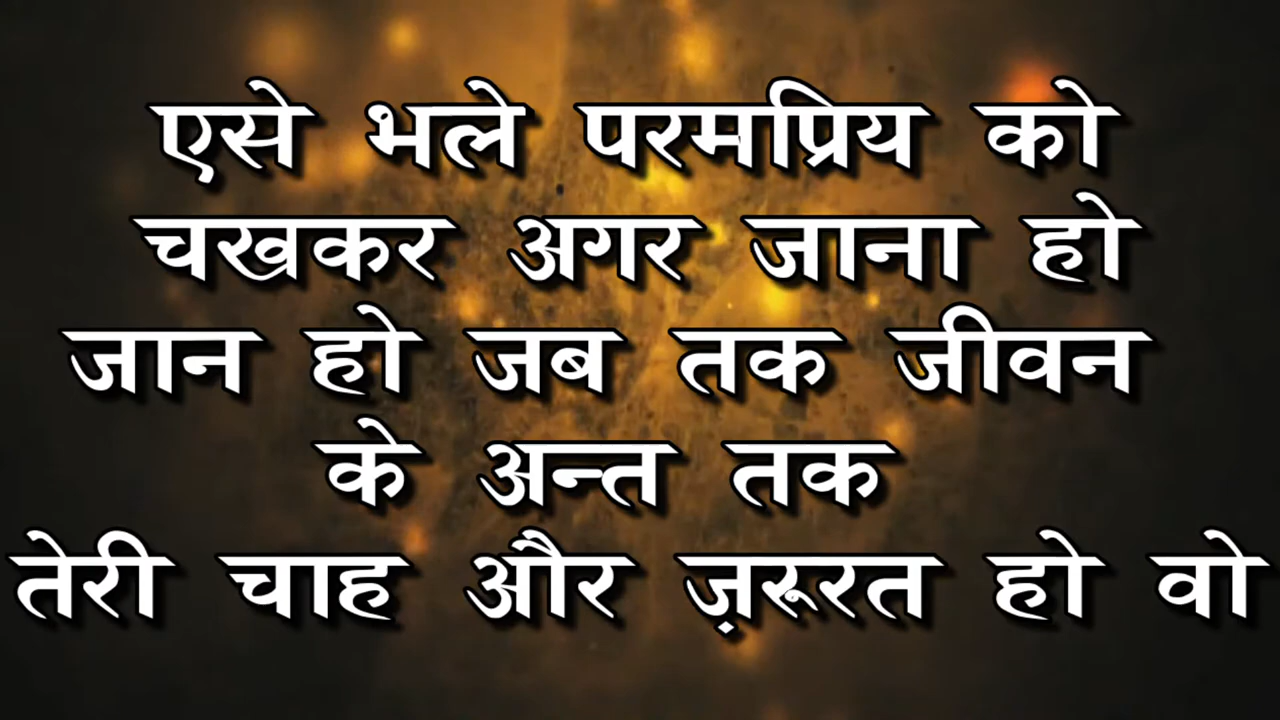 एसे भले परमप्रिय को
चखकर अगर जाना हो
जान हो जब तक जीवन
के अन्त तक
तेरी चाह और ज़रूरत हो वो